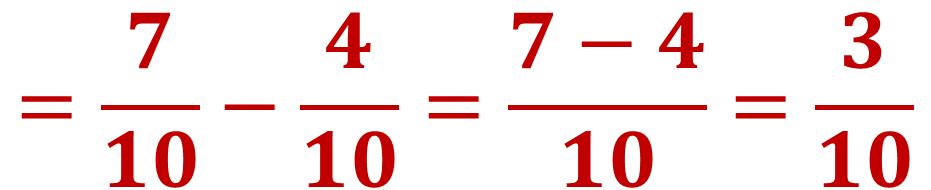 = 7/10 − 4/10 = (7 − 4)/10 = 3/10